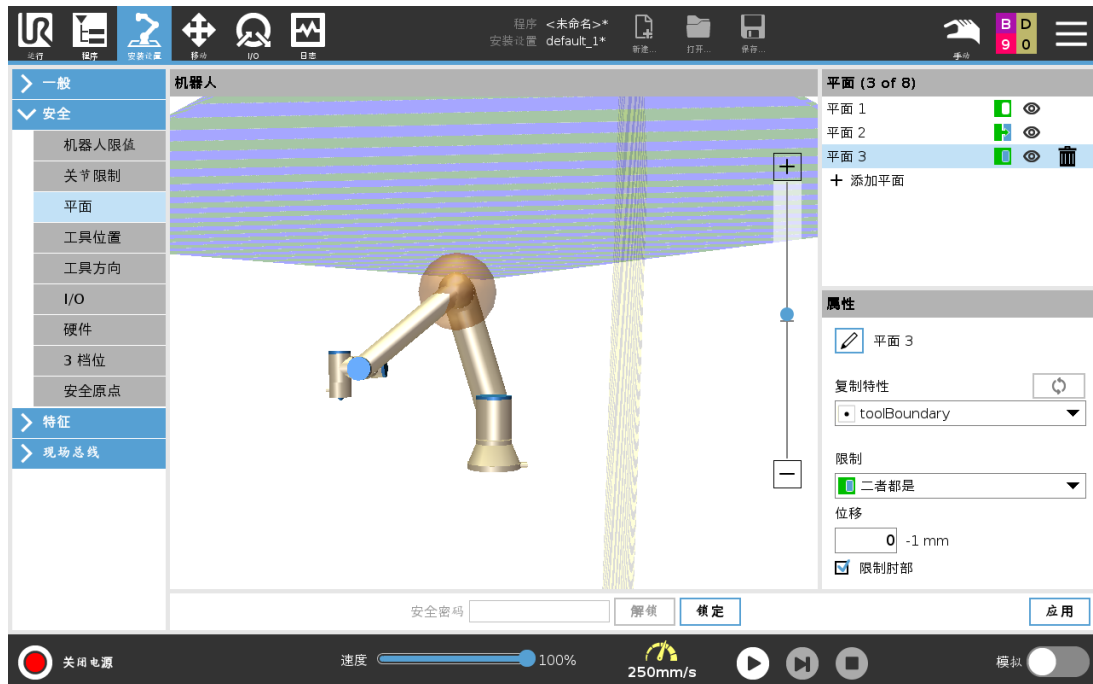 UR
运行
程序
安装设置
移动
I/O
日志
程序 <未命名>*
安装设置 default_1*
新建...
打开...
保存...
手动
B D
9 0
一般
安全
机器人限值
关节限制
平面
工具位置
工具方向
I/O
硬件
3 档位
安全原点
特征
现场总线
机器人
平面 (3 of 8)
平面 1
平面 2
平面 3
添加平面
属性
平面 3
复制特性
toolBoundary
限制
二者都是
位移
0 -1 mm
限制肘部
安全密码 解锁 锁定 应用
关闭电源
速度 100%
250mm/s
模拟